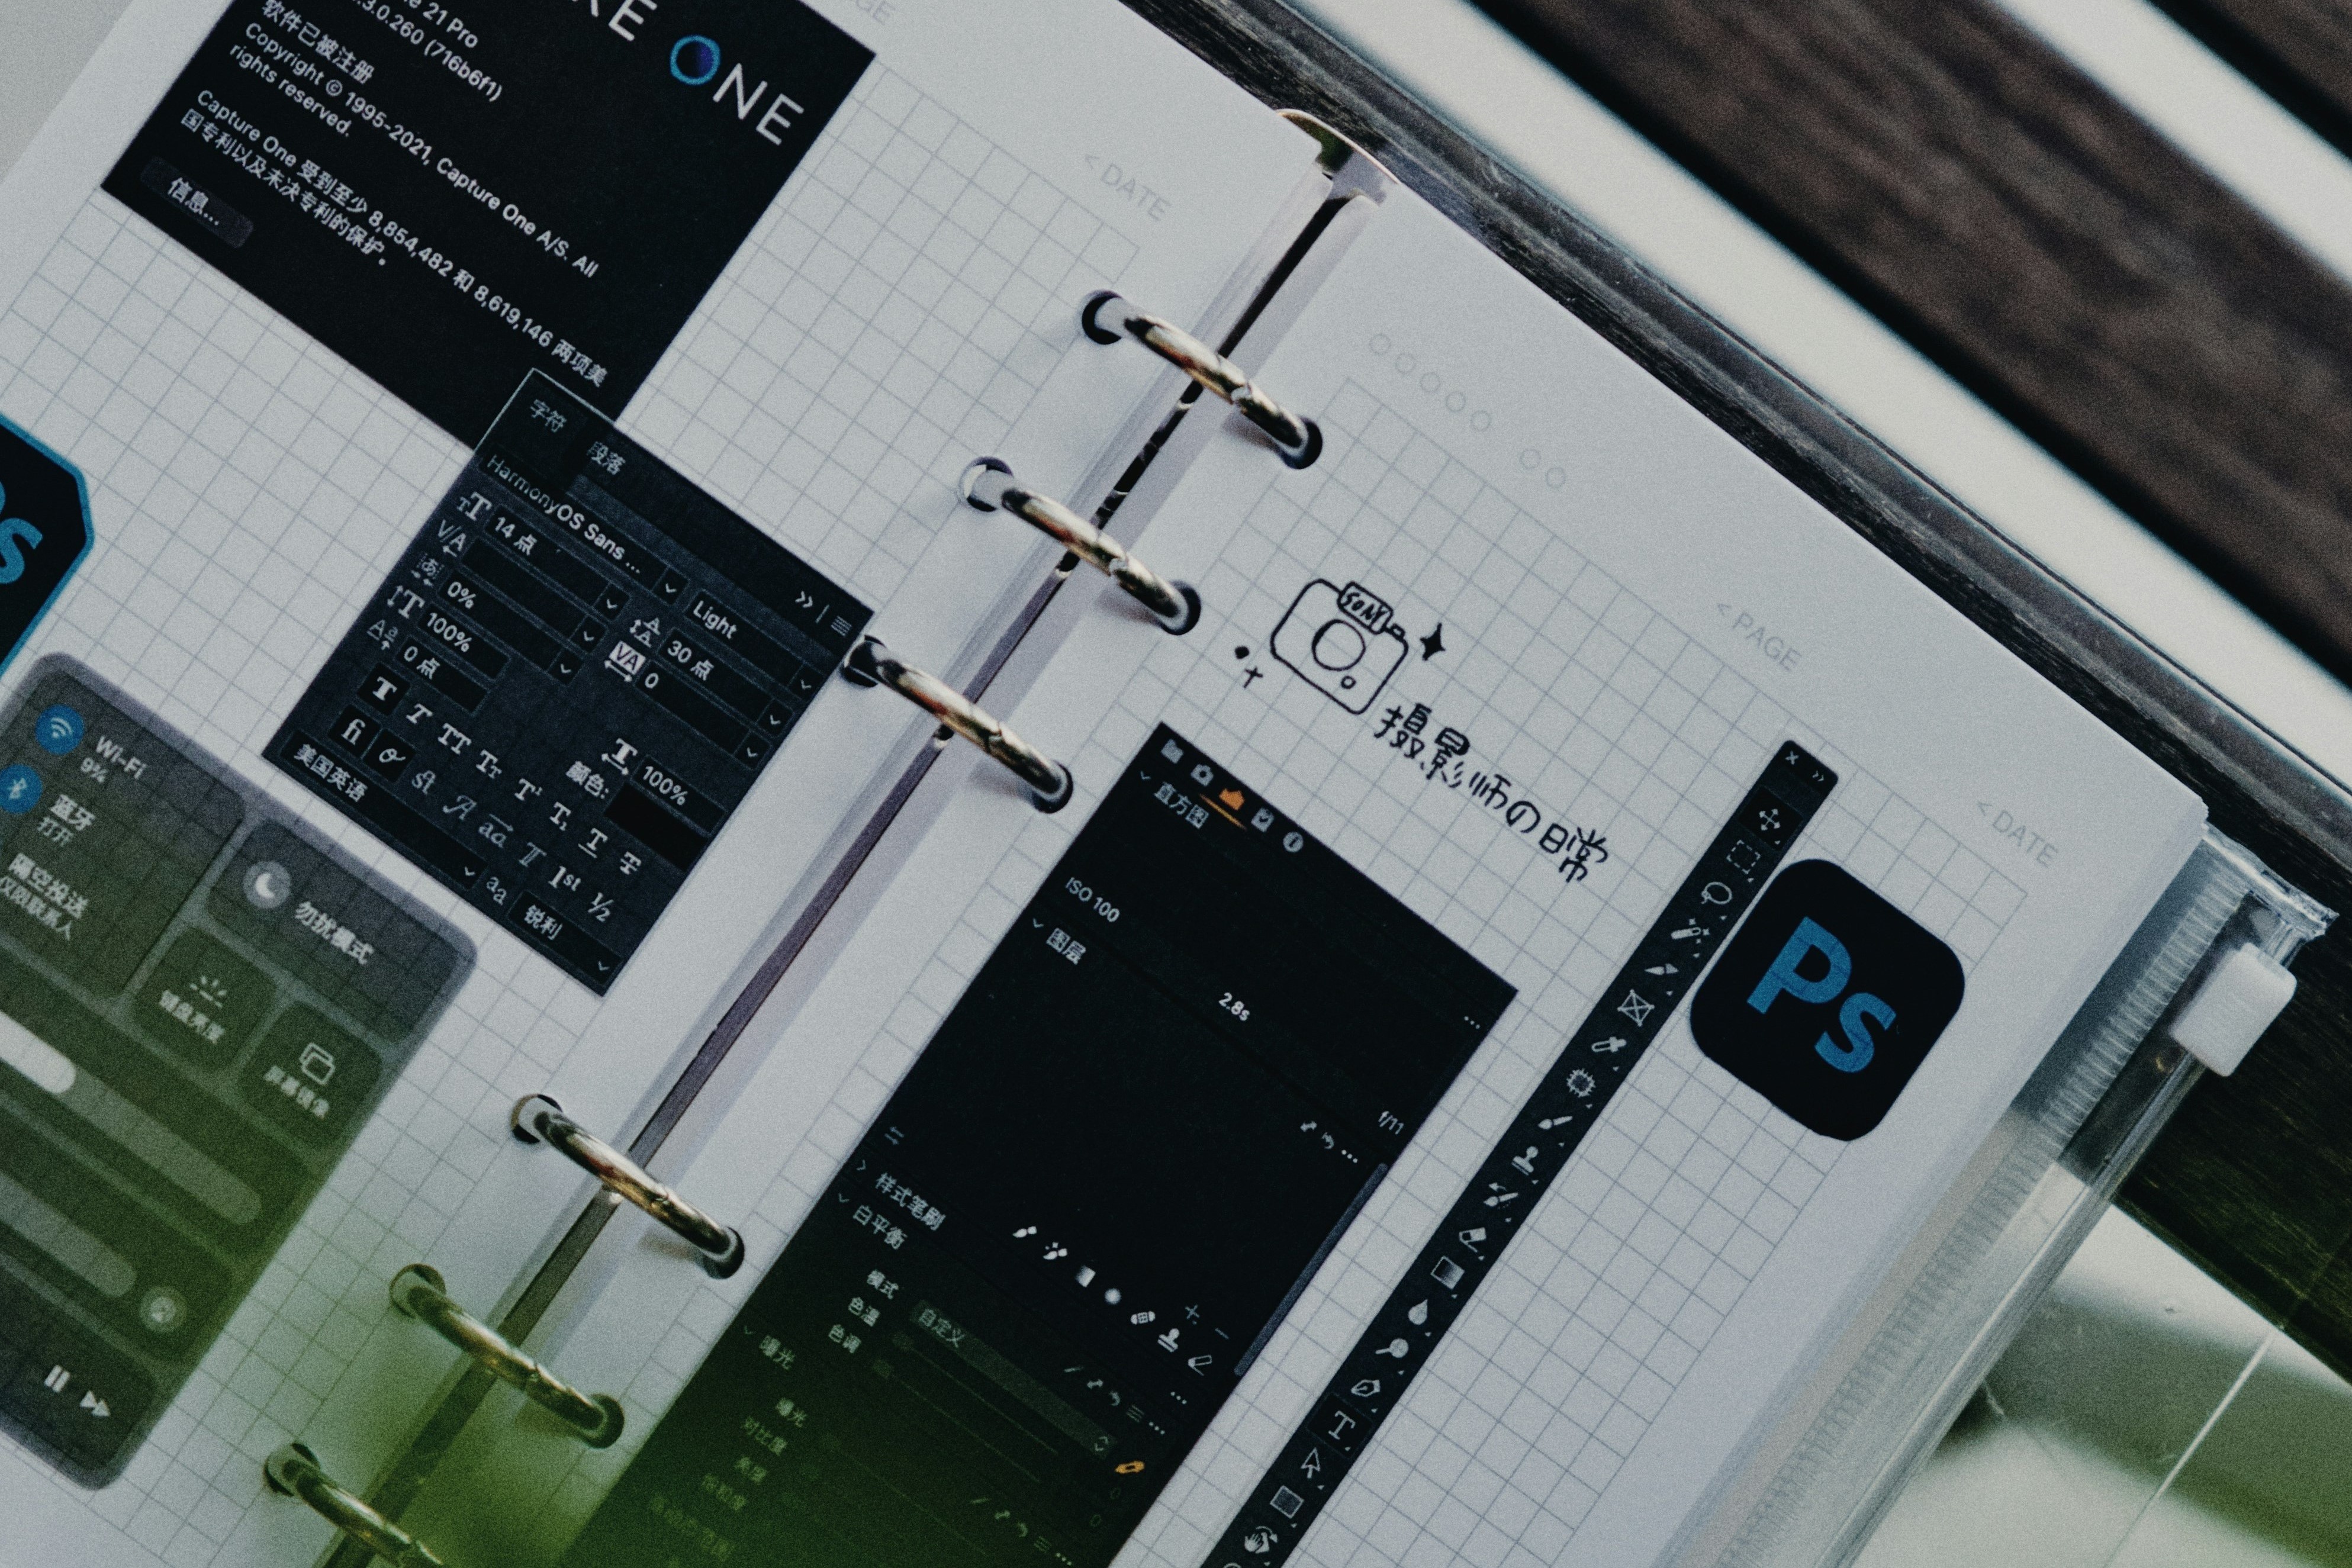 21 Pro
.3.0.260 (716b6f1)
软件已被注册
Copyright © 1995-2021, Capture One A/S. All
rights reserved.
Capture One 受到至少 8,854,482 和 8,619,146 两项美
国专利以及未决专利的保护。
信息...
ONE
< DATE
字符
段落
HarmonyOS Sans ...
Light
14 点
30 点
0%
0
100%
100%
0 点
颜色:
美国英语
aa
锐利
Wi-Fi
蓝牙
打开
隔空投送
仅限联系人
勿扰模式
键盘亮度
屏幕镜像
< PAGE
< DATE
SONY
摄影师の日常
直方图
ISO 100
2.8s
f/11
图层
样式笔刷
白平衡
模式
自定义
色温
色调
曝光
曝光
对比度
亮度
饱和度
Ps